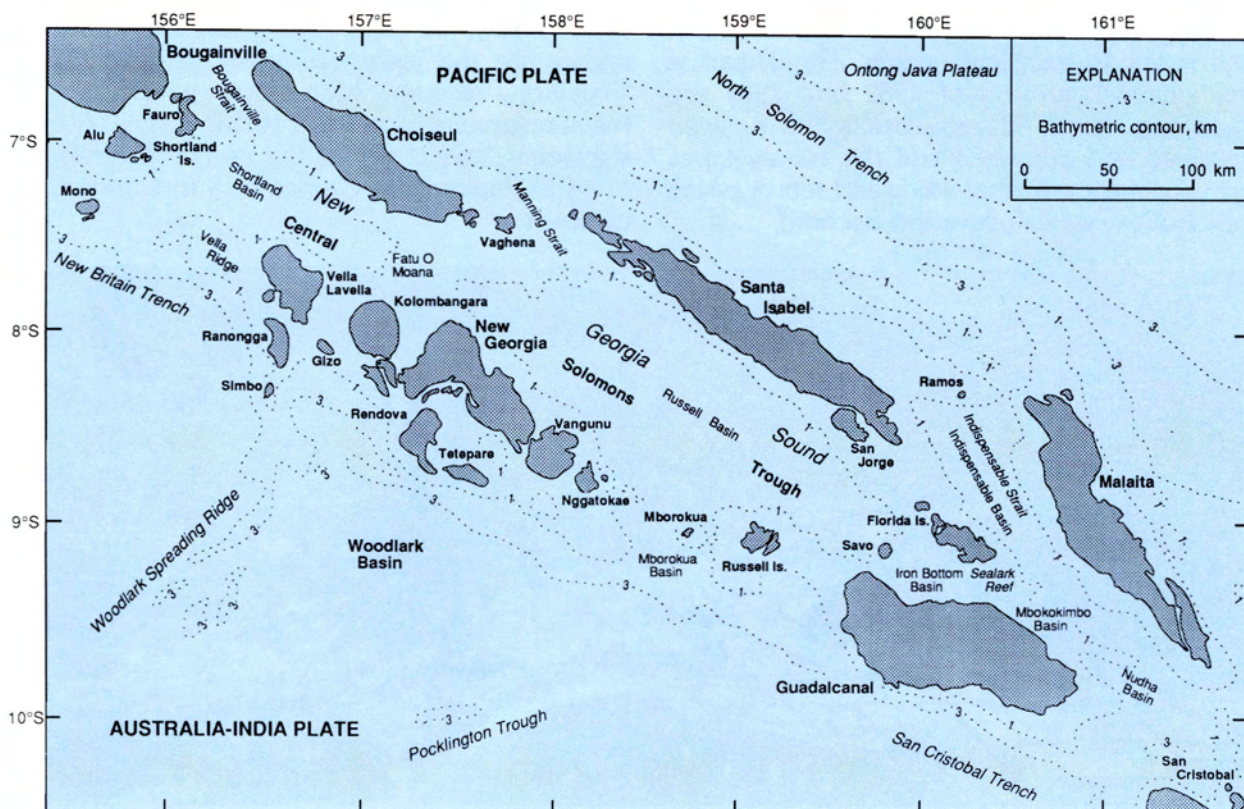 156°E
157°E
158°E
159°E
160°E
161°E
Bougainville
PACIFIC PLATE
Ontong Java Plateau
EXPLANATION
3
Bathymetric contour, km
0 50 100 km
Bougainville
Strait
North
Solomon
Trench
Fauro
Choiseul
7°S
Alu
Shortland
Is.
Mono
Shortland
Basin
New
Manning Strait
Central
Vaghena
Vella
Ridge
Fatu O
Moana
New Britain Trench
Vella
Lavella
Kolombangara
Santa
Isabel
8°S
Ranongga
Gizo
New
Georgia
Georgia
Solomons
Simbo
Rendova
Russell Basin
Ramos
Vangunu
Sound
San
Jorge
Indispensable Strait
Indispensable Basin
Tetepare
Trough
Malaita
Nggatokae
Woodlark Spreading Ridge
9°S
Woodlark
Basin
Mborokua
Mborokua
Basin
Russell Is.
Savo
Florida Is.
Iron Bottom
Basin
Sealark
Reef
Mbokokimbo
Basin
Guadalcanal
Nudha
Basin
10°S
AUSTRALIA-INDIA PLATE
Pocklington Trough
San Cristobal Trench
San
Cristobal